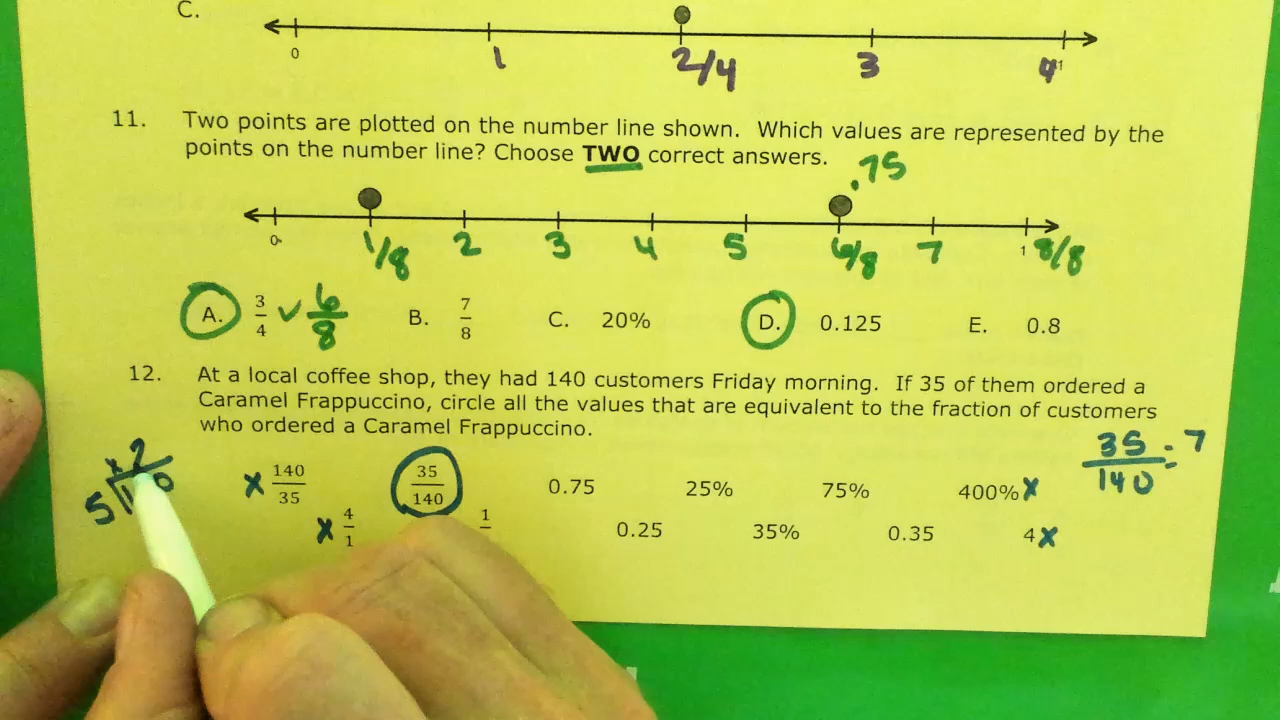 C.
0 1 2/4 3 4 1
11. Two points are plotted on the number line shown. Which values are represented by the
points on the number line? Choose TWO correct answers.
.75
0 1/8 2 3 4 5 6/8 7 1 8/8
A. 3/4 ✓ 6/8 B. 7/8 C. 20% D. 0.125 E. 0.8
12. At a local coffee shop, they had 140 customers Friday morning. If 35 of them ordered a
Caramel Frappuccino, circle all the values that are equivalent to the fraction of customers
who ordered a Caramel Frappuccino.
35/140 = 7
x 2
5 140
x 140/35 35/140 0.75 25% 75% 400% x
x 4/1 1 0.25 35% 0.35 4 x